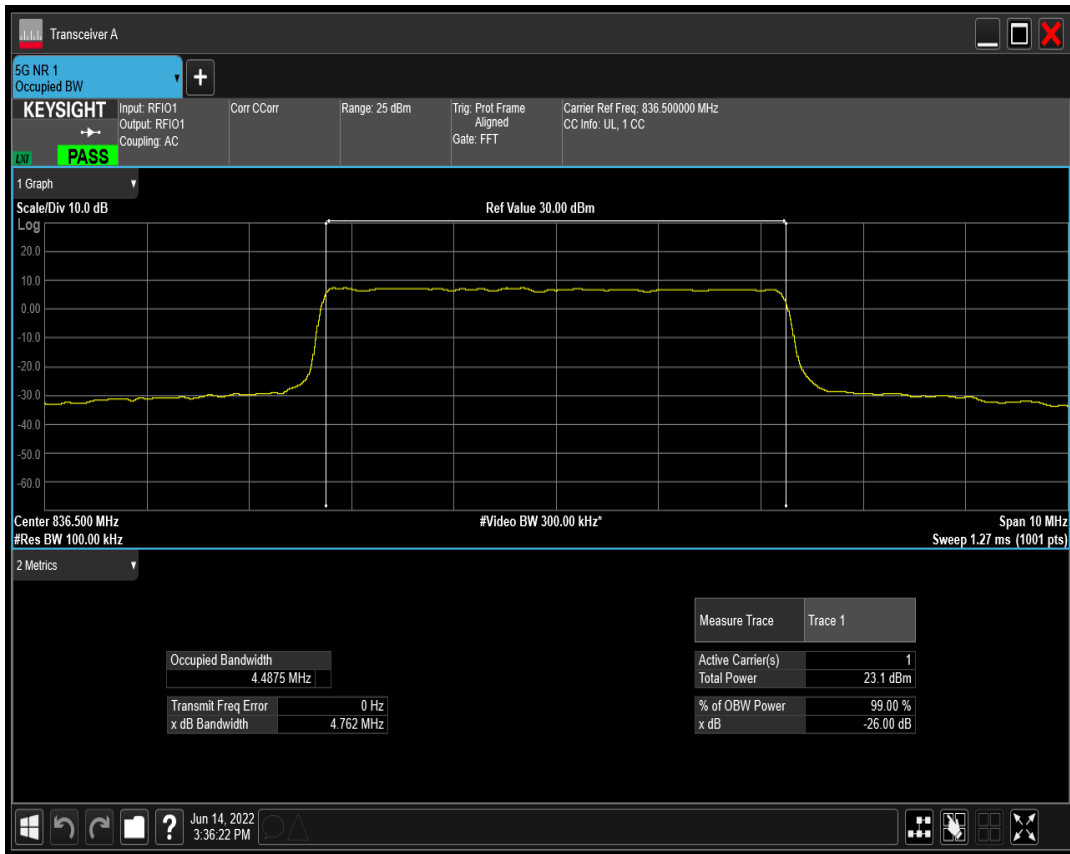 Transceiver A
5G NR 1
Occupied BW
+
KEYSIGHT
LXI
PASS
Input: RFIO1
Output: RFIO1
Coupling: AC
Corr CCorr
Range: 25 dBm
Trig: Prot Frame
Aligned
Gate: FFT
Carrier Ref Freq: 836.500000 MHz
CC Info: UL, 1 CC
1 Graph
Scale/Div 10.0 dB
Ref Value 30.00 dBm
Log
20.0
10.0
0.00
-10.0
-20.0
-30.0
-40.0
-50.0
-60.0
Center 836.500 MHz
#Video BW 300.00 kHz*
Span 10 MHz
#Res BW 100.00 kHz
Sweep 1.27 ms (1001 pts)
2 Metrics
Measure Trace Trace 1
Occupied Bandwidth
4.4875 MHz
Transmit Freq Error 0 Hz
x dB Bandwidth 4.762 MHz
Active Carrier(s) 1
Total Power 23.1 dBm
% of OBW Power 99.00 %
x dB -26.00 dB
?
Jun 14, 2022
3:36:22 PM